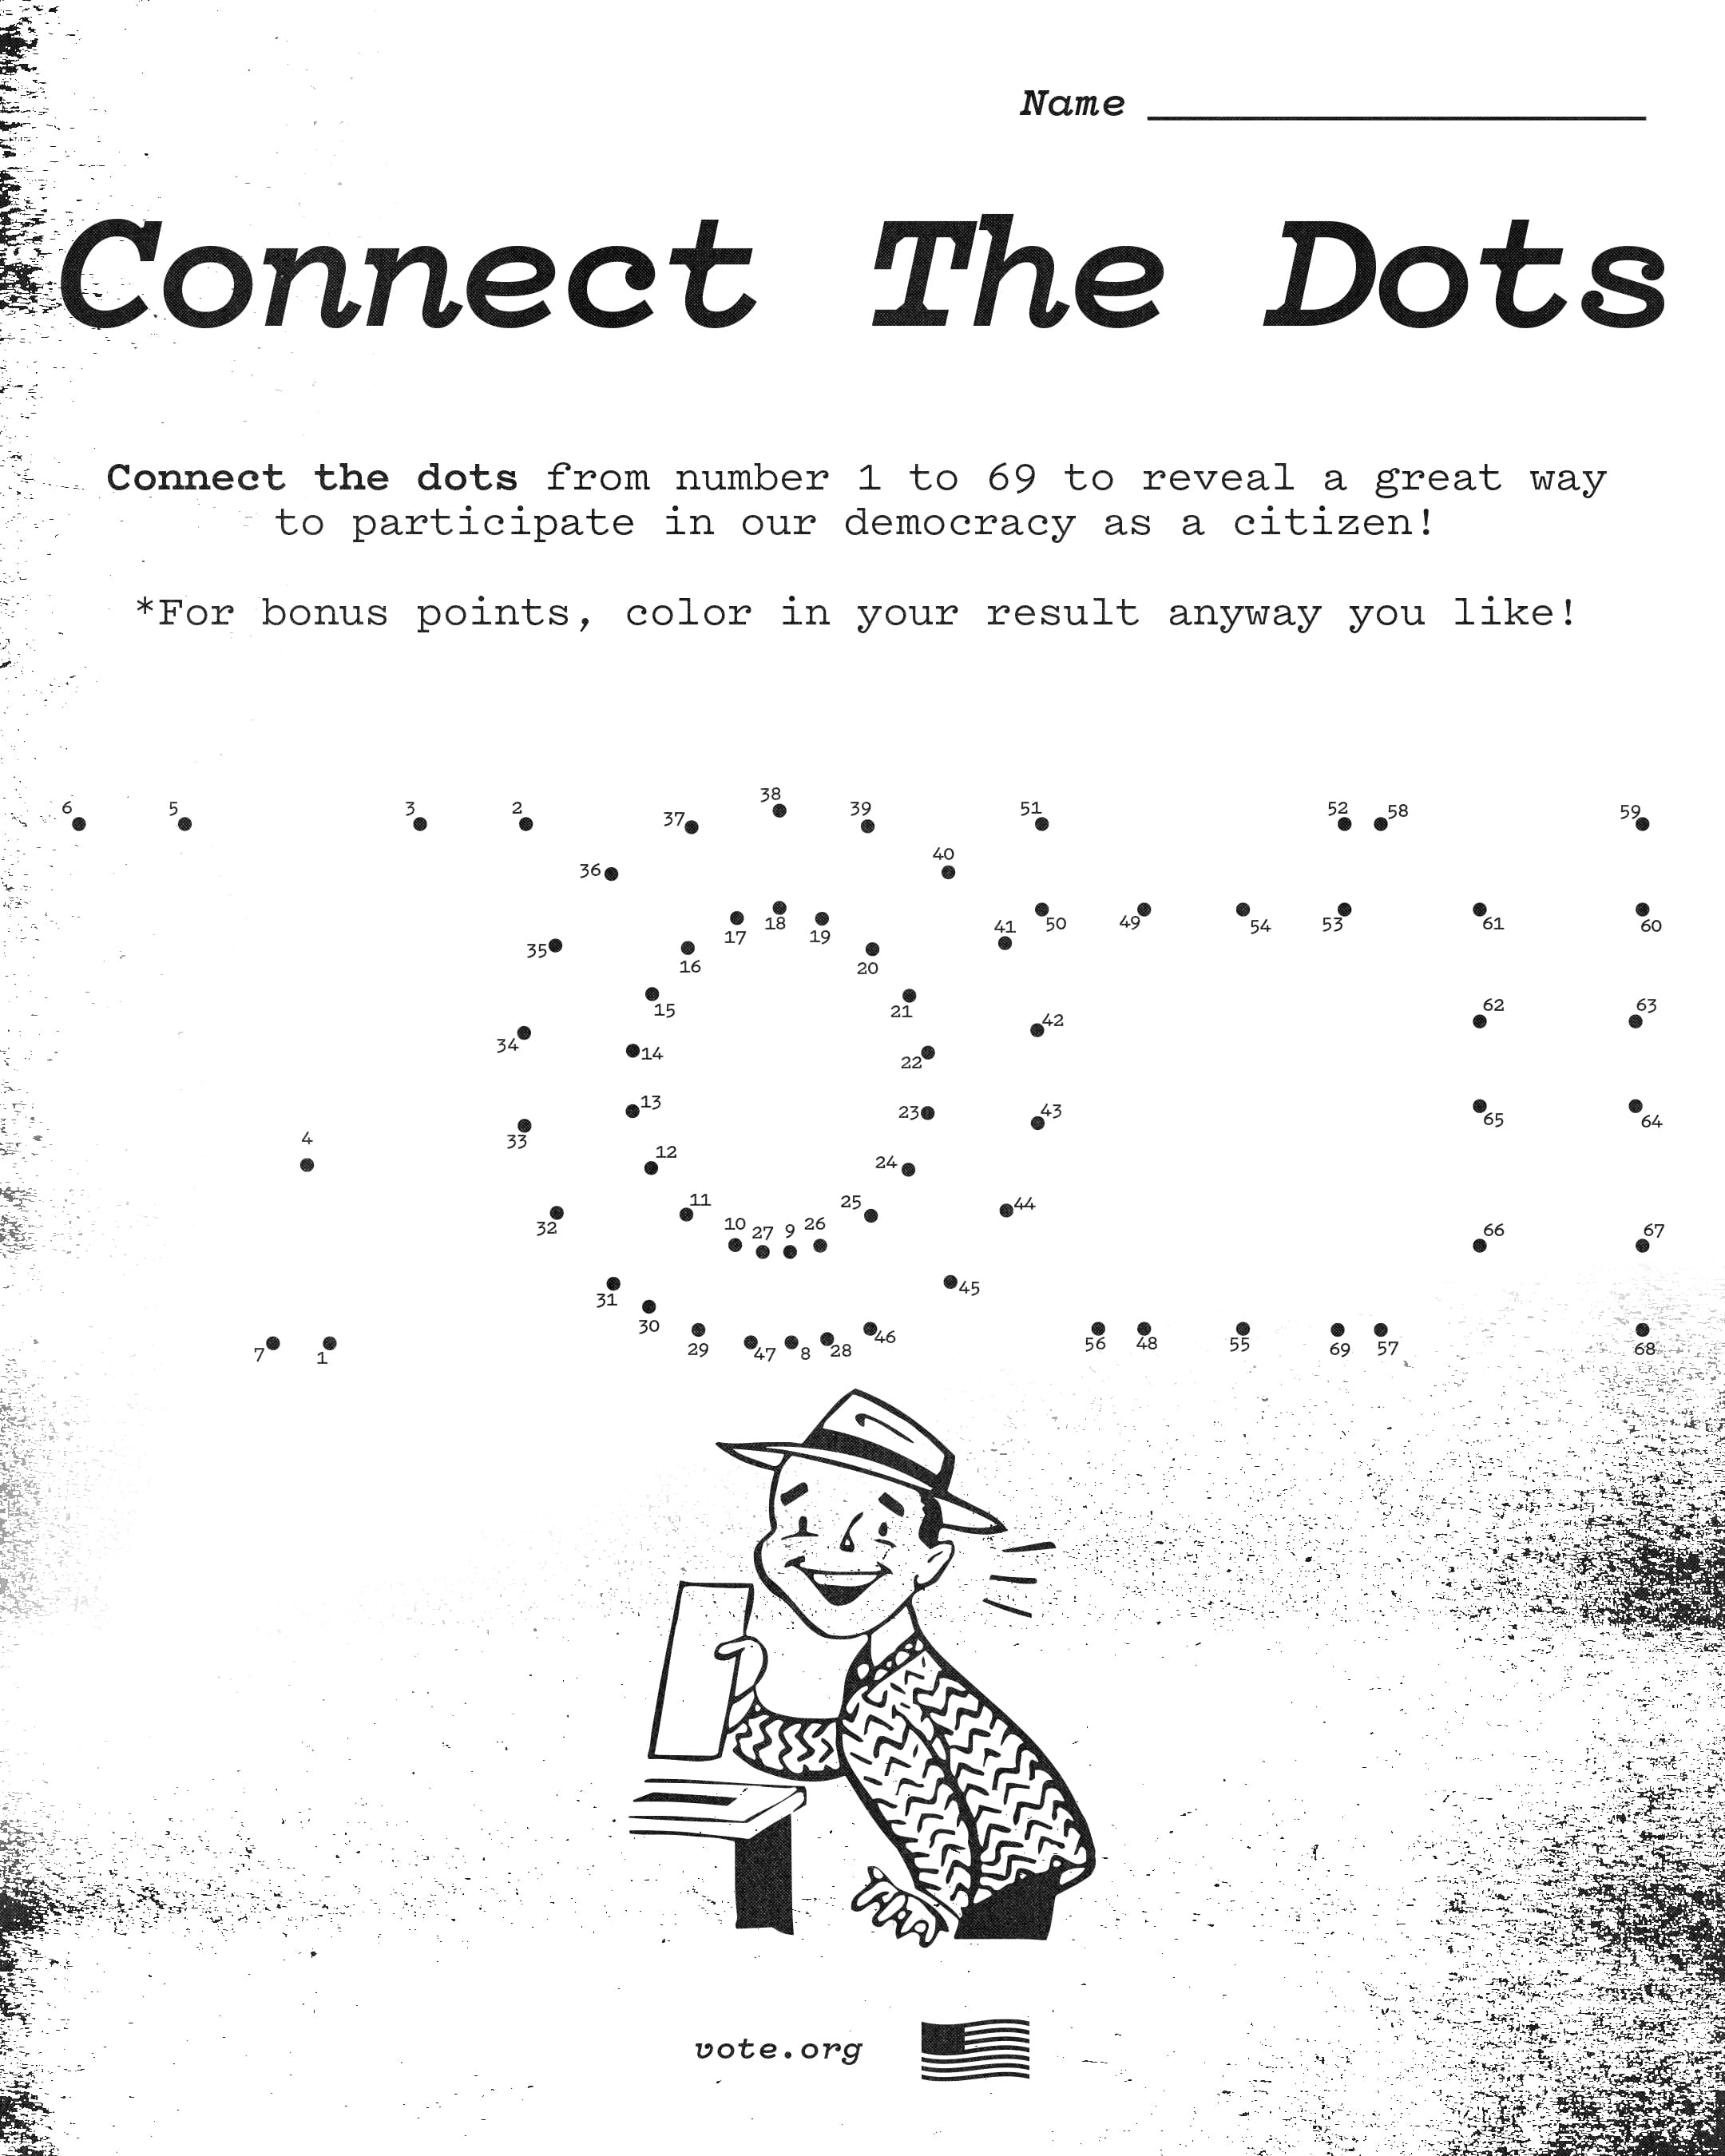 Name
Connect The Dots
Connect the dots from number 1 to 69 to reveal a great way
to participate in our democracy as a citizen!
*For bonus points, color in your result anyway you like!
38
6 5 3 2 37 39 51 52 58 59
36 40
18 50 49 54 53 61 60
35 17 19 41
16 20
15 21 62 63
34 14 22 42
13 23 43 65 64
33 12 24
4
11 25 44
32 10 27 9 26 66 67
31 45
30
7 1 29 47 8 28 46 56 48 55 69 57 68
vote.org